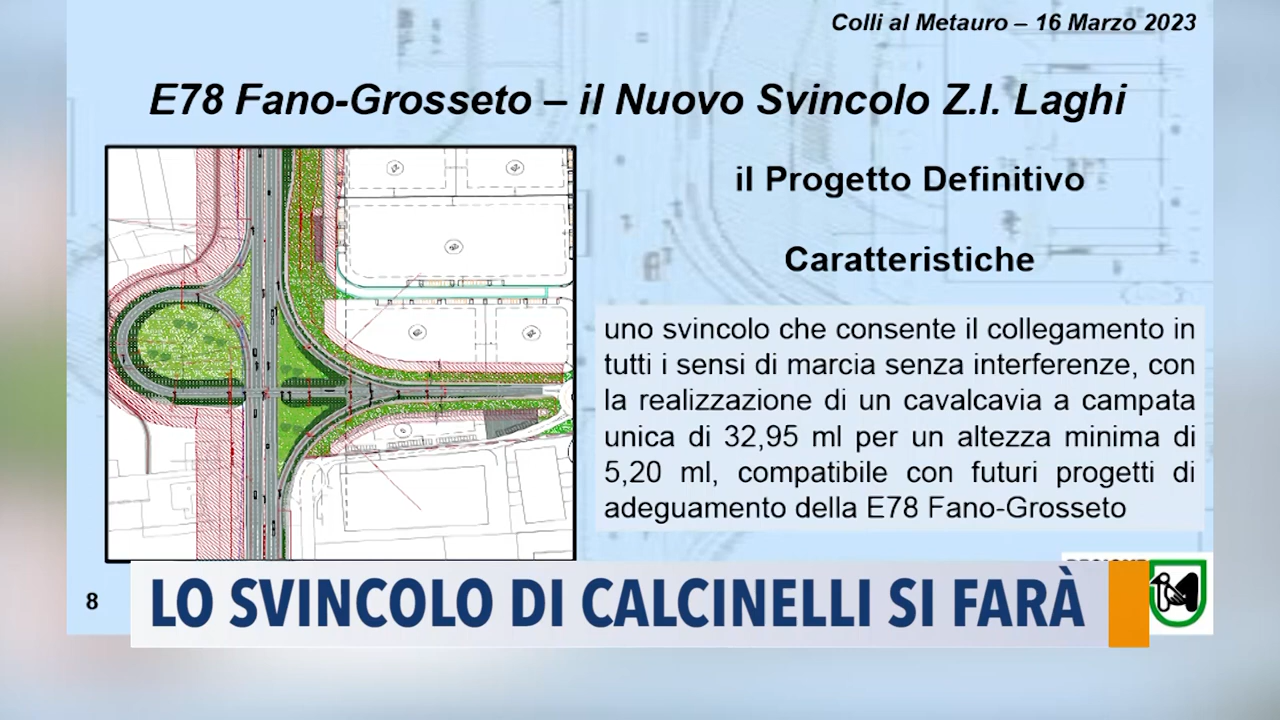 Colli al Metauro – 16 Marzo 2023
E78 Fano-Grosseto – il Nuovo Svincolo Z.I. Laghi
il Progetto Definitivo
Caratteristiche
uno svincolo che consente il collegamento in
tutti i sensi di marcia senza interferenze, con
la realizzazione di un cavalcavia a campata
unica di 32,95 ml per un altezza minima di
5,20 ml, compatibile con futuri progetti di
adeguamento della E78 Fano-Grosseto
8
LO SVINCOLO DI CALCINELLI SI FARÀ